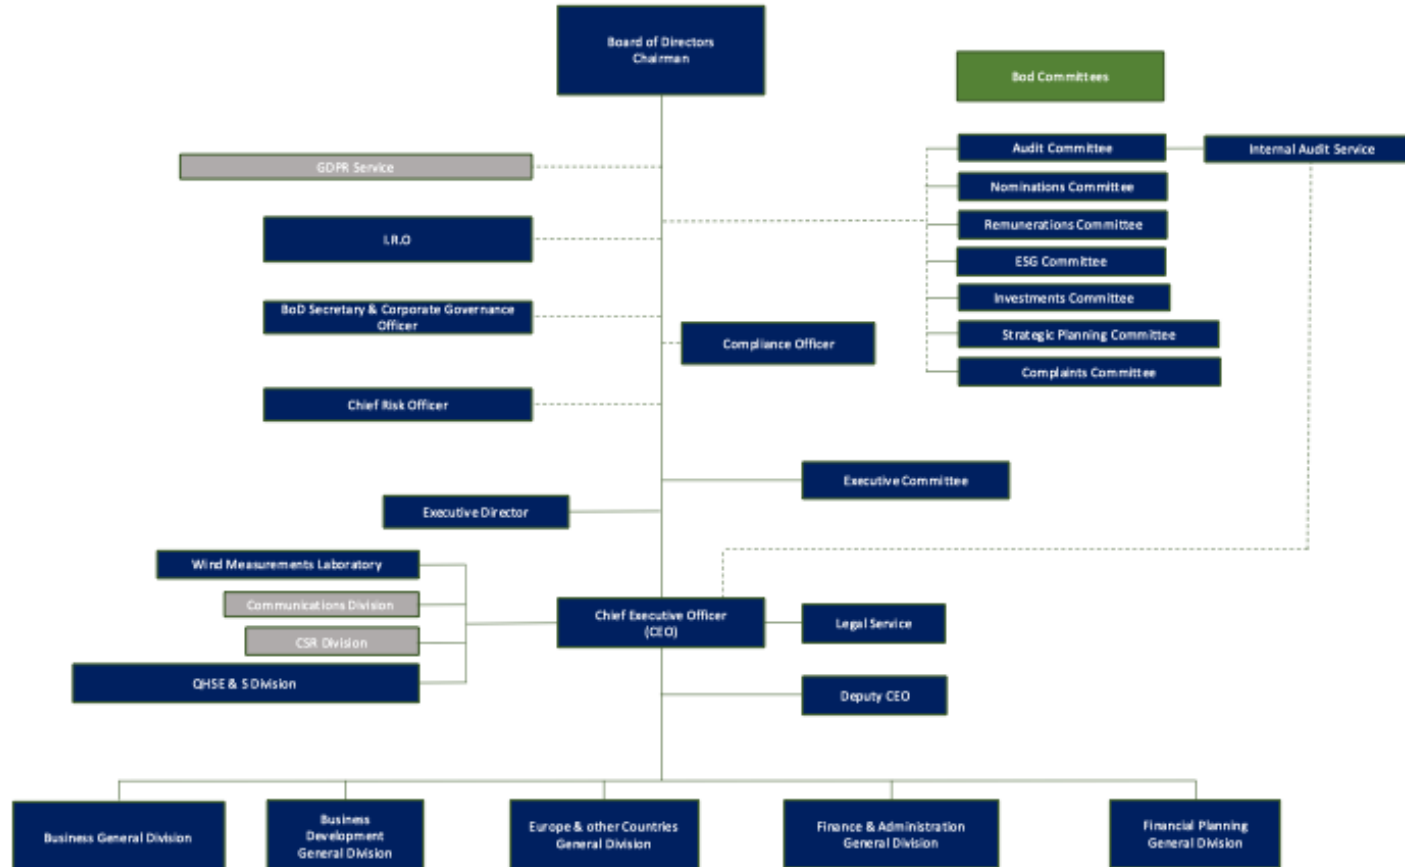 Board of Directors
Chairman
Bod Committees
GDPR Service
Audit Committee
Internal Audit Service
Nominations Committee
I.R.O
Remunerations Committee
ESG Committee
Investments Committee
BoD Secretary & Corporate Governance
Officer
Strategic Planning Committee
Compliance Officer
Complaints Committee
Chief Risk Officer
Executive Committee
Executive Director
Wind Measurements Laboratory
Communications Division
CSR Division
QHSE & S Division
Chief Executive Officer
(CEO)
Legal Service
Deputy CEO
Business General Division
Business
Development
General Division
Europe & other Countries
General Division
Finance & Administration
General Division
Financial Planning
General Division